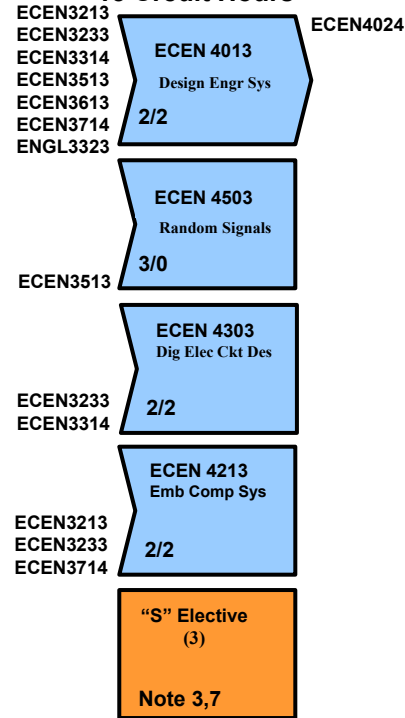 ECEN3213
ECEN3233
ECEN3314
ECEN3513
ECEN3613
ECEN3714
ENGL3323
ECEN 4013
Design Engr Sys
2/2
ECEN4024
ECEN 4503
Random Signals
3/0
ECEN3513
ECEN 4303
Dig Elec Ckt Des
2/2
ECEN3233
ECEN3314
ECEN 4213
Emb Comp Sys
2/2
ECEN3213
ECEN3233
ECEN3714
“S” Elective
(3)
Note 3,7